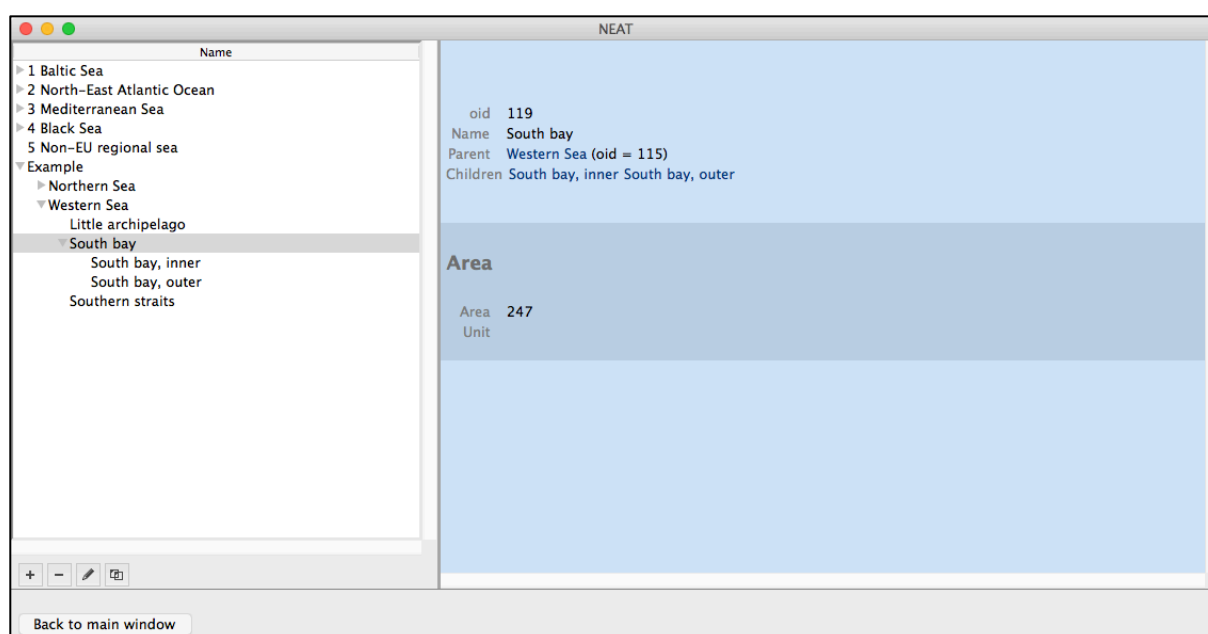 NEAT
Name
1 Baltic Sea
2 North-East Atlantic Ocean
3 Mediterranean Sea
4 Black Sea
5 Non-EU regional sea
Example
Northern Sea
Western Sea
Little archipelago
South bay
South bay, inner
South bay, outer
Southern straits
oid 119
Name South bay
Parent Western Sea (oid = 115)
Children South bay, inner South bay, outer
Area
Area 247
Unit
Back to main window